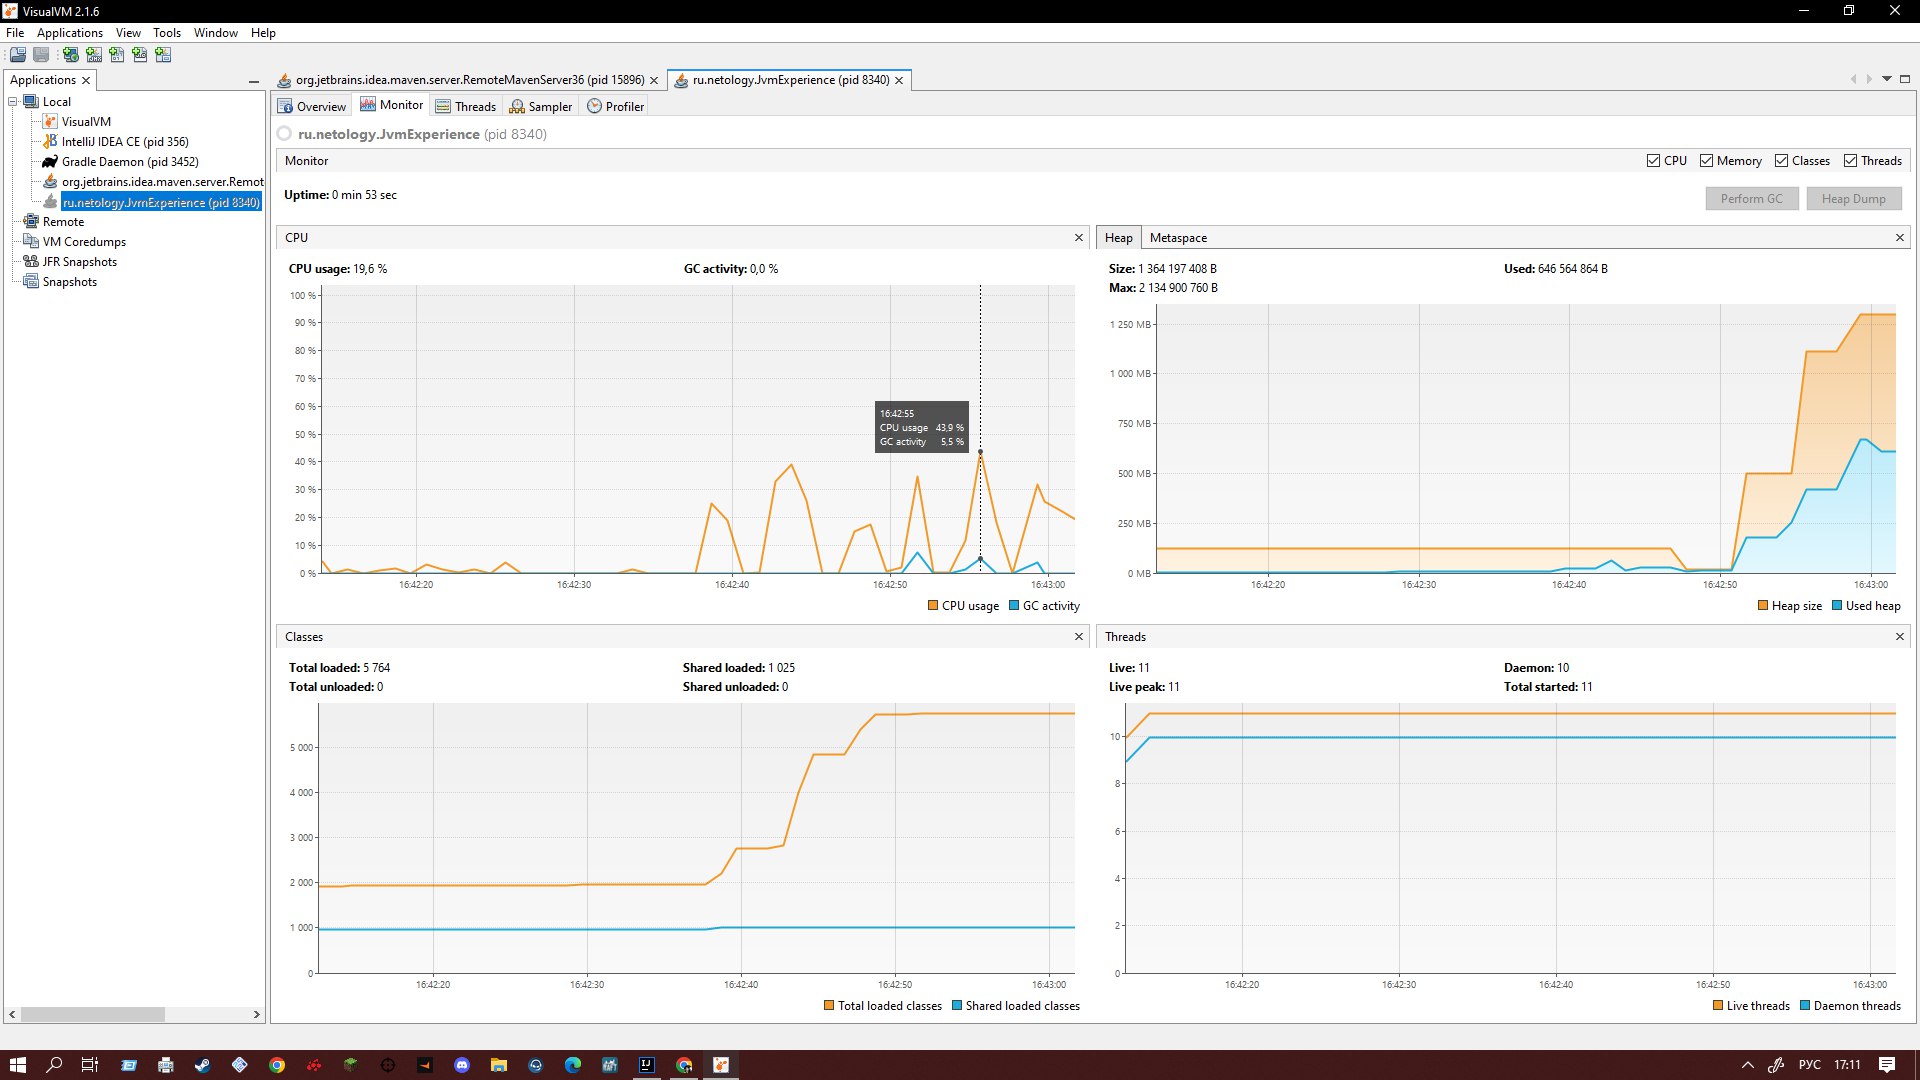 VisualVM 2.1.6
File Applications View Tools Window Help
Applications
Local
VisualVM
IntelliJ IDEA CE (pid 356)
Gradle Daemon (pid 3452)
org.jetbrains.idea.maven.server.Remot
ru.netology.JvmExperience (pid 8340)
Remote
VM Coredumps
JFR Snapshots
Snapshots
org.jetbrains.idea.maven.server.RemoteMavenServer36 (pid 15896)
ru.netology.JvmExperience (pid 8340)
Overview Monitor Threads Sampler Profiler
ru.netology.JvmExperience (pid 8340)
Monitor
CPU Memory Classes Threads
Uptime: 0 min 53 sec
Perform GC Heap Dump
CPU
CPU usage: 19,6 % GC activity: 0,0 %
100 %
90 %
80 %
70 %
60 %
50 %
40 %
30 %
20 %
10 %
0 %
16:42:55
CPU usage 43,9 %
GC activity 5,5 %
16:42:20 16:42:30 16:42:40 16:42:50 16:43:00
CPU usage GC activity
Heap Metaspace
Size: 1 364 197 408 B Used: 646 564 864 B
Max: 2 134 900 760 B
1 250 MB
1 000 MB
750 MB
500 MB
250 MB
0 MB
16:42:20 16:42:30 16:42:40 16:42:50 16:43:00
Heap size Used heap
Classes
Total loaded: 5 764 Shared loaded: 1 025
Total unloaded: 0 Shared unloaded: 0
5 000
4 000
3 000
2 000
1 000
0
16:42:20 16:42:30 16:42:40 16:42:50 16:43:00
Total loaded classes Shared loaded classes
Threads
Live: 11 Daemon: 10
Live peak: 11 Total started: 11
10
8
6
4
2
0
16:42:20 16:42:30 16:42:40 16:42:50 16:43:00
Live threads Daemon threads
РУС 17:11